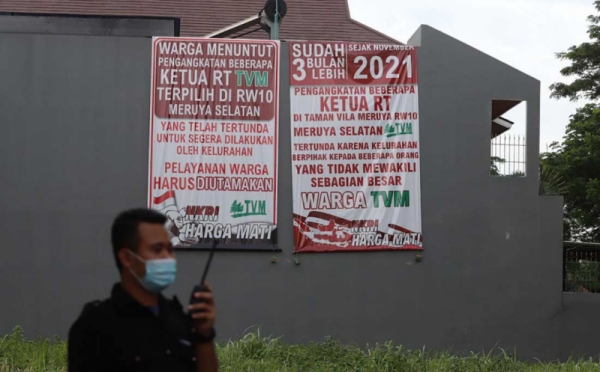 WARGA MENUNTUT
PENGANGKATAN BEBERAPA
KETUA RT TVM
TERPILIH DI RW10
MERUYA SELATAN
YANG TELAH TERTUNDA
UNTUK SEGERA DILAKUKAN
OLEH KELURAHAN
PELAYANAN WARGA
HARUS DIUTAMAKAN
NKRI TVM
HARGA MATI
SUDAH SEJAK NOVEMBER
3 BULAN LEBIH 2021
PENGANGKATAN BEBERAPA
KETUA RT
DI TAMAN VILA MERUYA RW10
MERUYA SELATAN TVM
TERTUNDA KARENA KELURAHAN
BERPIHAK KEPADA BEBERAPA ORANG
YANG TIDAK MEWAKILI
SEBAGIAN BESAR
WARGA TVM
NKRI
HARGA MATI